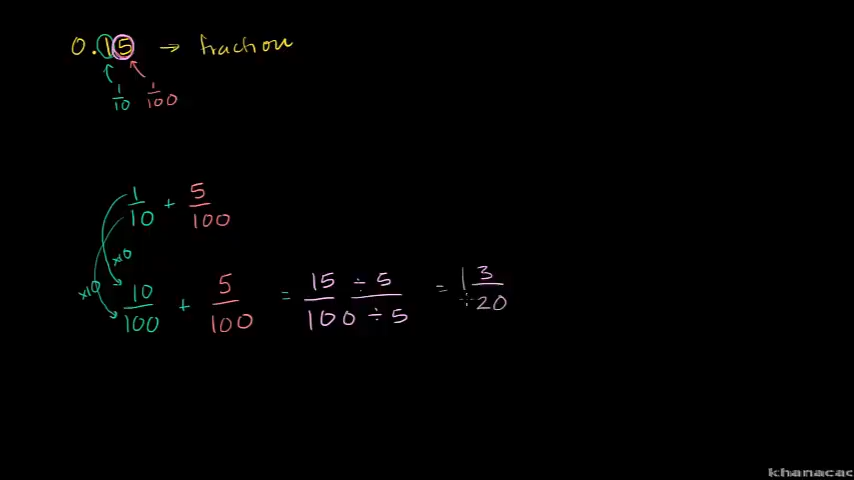 0.15 → fraction
1/10 1/100
1/10 + 5/100
×10
×10
10/100 + 5/100 = 15 ÷ 5/100 ÷ 5 = 3/20
khanacac